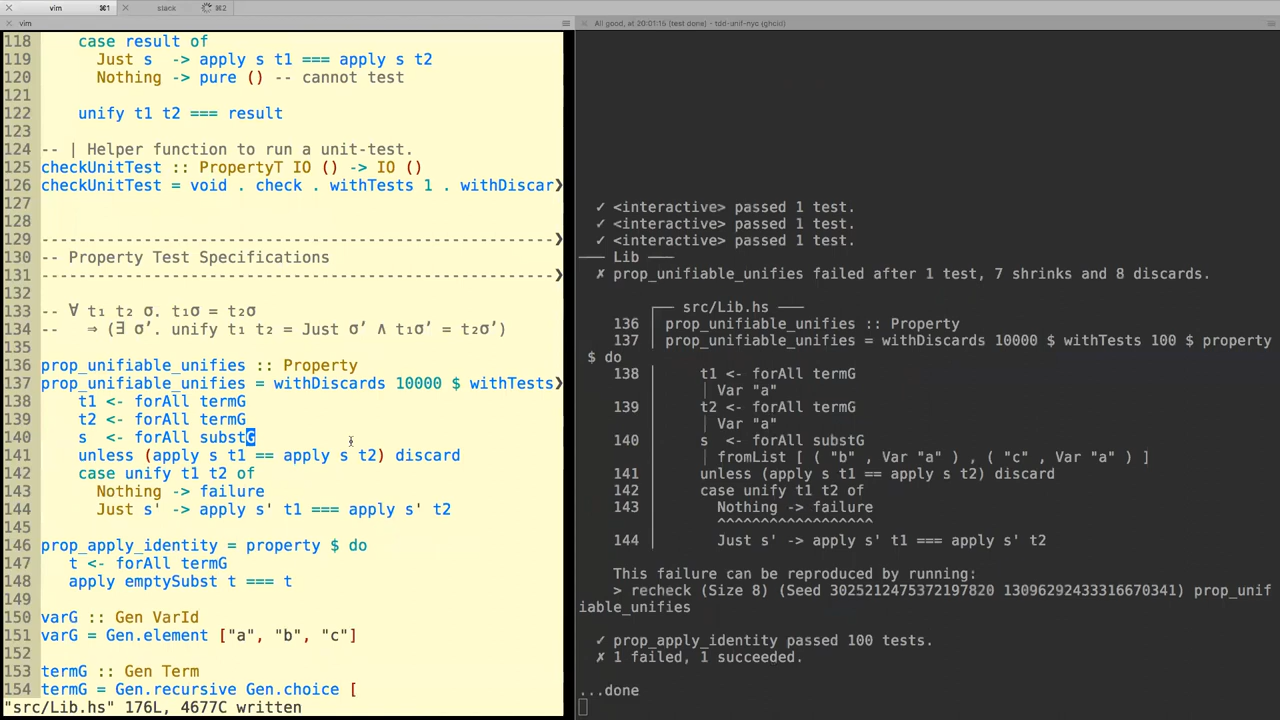 vim ⌘1 slack ⌘2
vim
All good, at 20:01:15 (test done) - tdd-unif-nyc (ghcid)
118     case result of
119       Just s  -> apply s t1 === apply s t2
120       Nothing -> pure () -- cannot test
121
122     unify t1 t2 === result
123
124 -- | Helper function to run a unit-test.
125 checkUnitTest :: PropertyT IO () -> IO ()
126 checkUnitTest = void . check . withTests 1 . withDiscar❯
127
128
129 --------------------------------------------------------❯
130 -- Property Test Specifications
131 --------------------------------------------------------❯
132
133 -- ∀ t₁ t₂ σ. t₁σ = t₂σ
134 --   ⇒ (∃ σ’. unify t₁ t₂ = Just σ’ ∧ t₁σ’ = t₂σ’)
135
136 prop_unifiable_unifies :: Property
137 prop_unifiable_unifies = withDiscards 10000 $ withTests❯
138     t1 <- forAll termG
139     t2 <- forAll termG
140     s  <- forAll substG
141     unless (apply s t1 == apply s t2) discard
142     case unify t1 t2 of
143       Nothing -> failure
144       Just s' -> apply s' t1 === apply s' t2
145
146 prop_apply_identity = property $ do
147    t <- forAll termG
148    apply emptySubst t === t
149
150 varG :: Gen VarId
151 varG = Gen.element ["a", "b", "c"]
152
153 termG :: Gen Term
154 termG = Gen.recursive Gen.choice [
"src/Lib.hs" 176L, 4677C written
✓ <interactive> passed 1 test.
✓ <interactive> passed 1 test.
✓ <interactive> passed 1 test.
━━━ Lib ━━━
✗ prop_unifiable_unifies failed after 1 test, 7 shrinks and 8 discards.
┏━━ src/Lib.hs ━━━
136 ┃ prop_unifiable_unifies :: Property
137 ┃ prop_unifiable_unifies = withDiscards 10000 $ withTests 100 $ property
$ do
138 ┃     t1 <- forAll termG
┃     │ Var "a"
139 ┃     t2 <- forAll termG
┃     │ Var "a"
140 ┃     s  <- forAll substG
┃     │ fromList [ ( "b" , Var "a" ) , ( "c" , Var "a" ) ]
141 ┃     unless (apply s t1 == apply s t2) discard
142 ┃     case unify t1 t2 of
143 ┃       Nothing -> failure
┃       ^^^^^^^^^^^^^^^^^^
144 ┃       Just s' -> apply s' t1 === apply s' t2
This failure can be reproduced by running:
> recheck (Size 8) (Seed 3025212475372197820 13096292433316670341) prop_unif
iable_unifies
✓ prop_apply_identity passed 100 tests.
✗ 1 failed, 1 succeeded.
...done